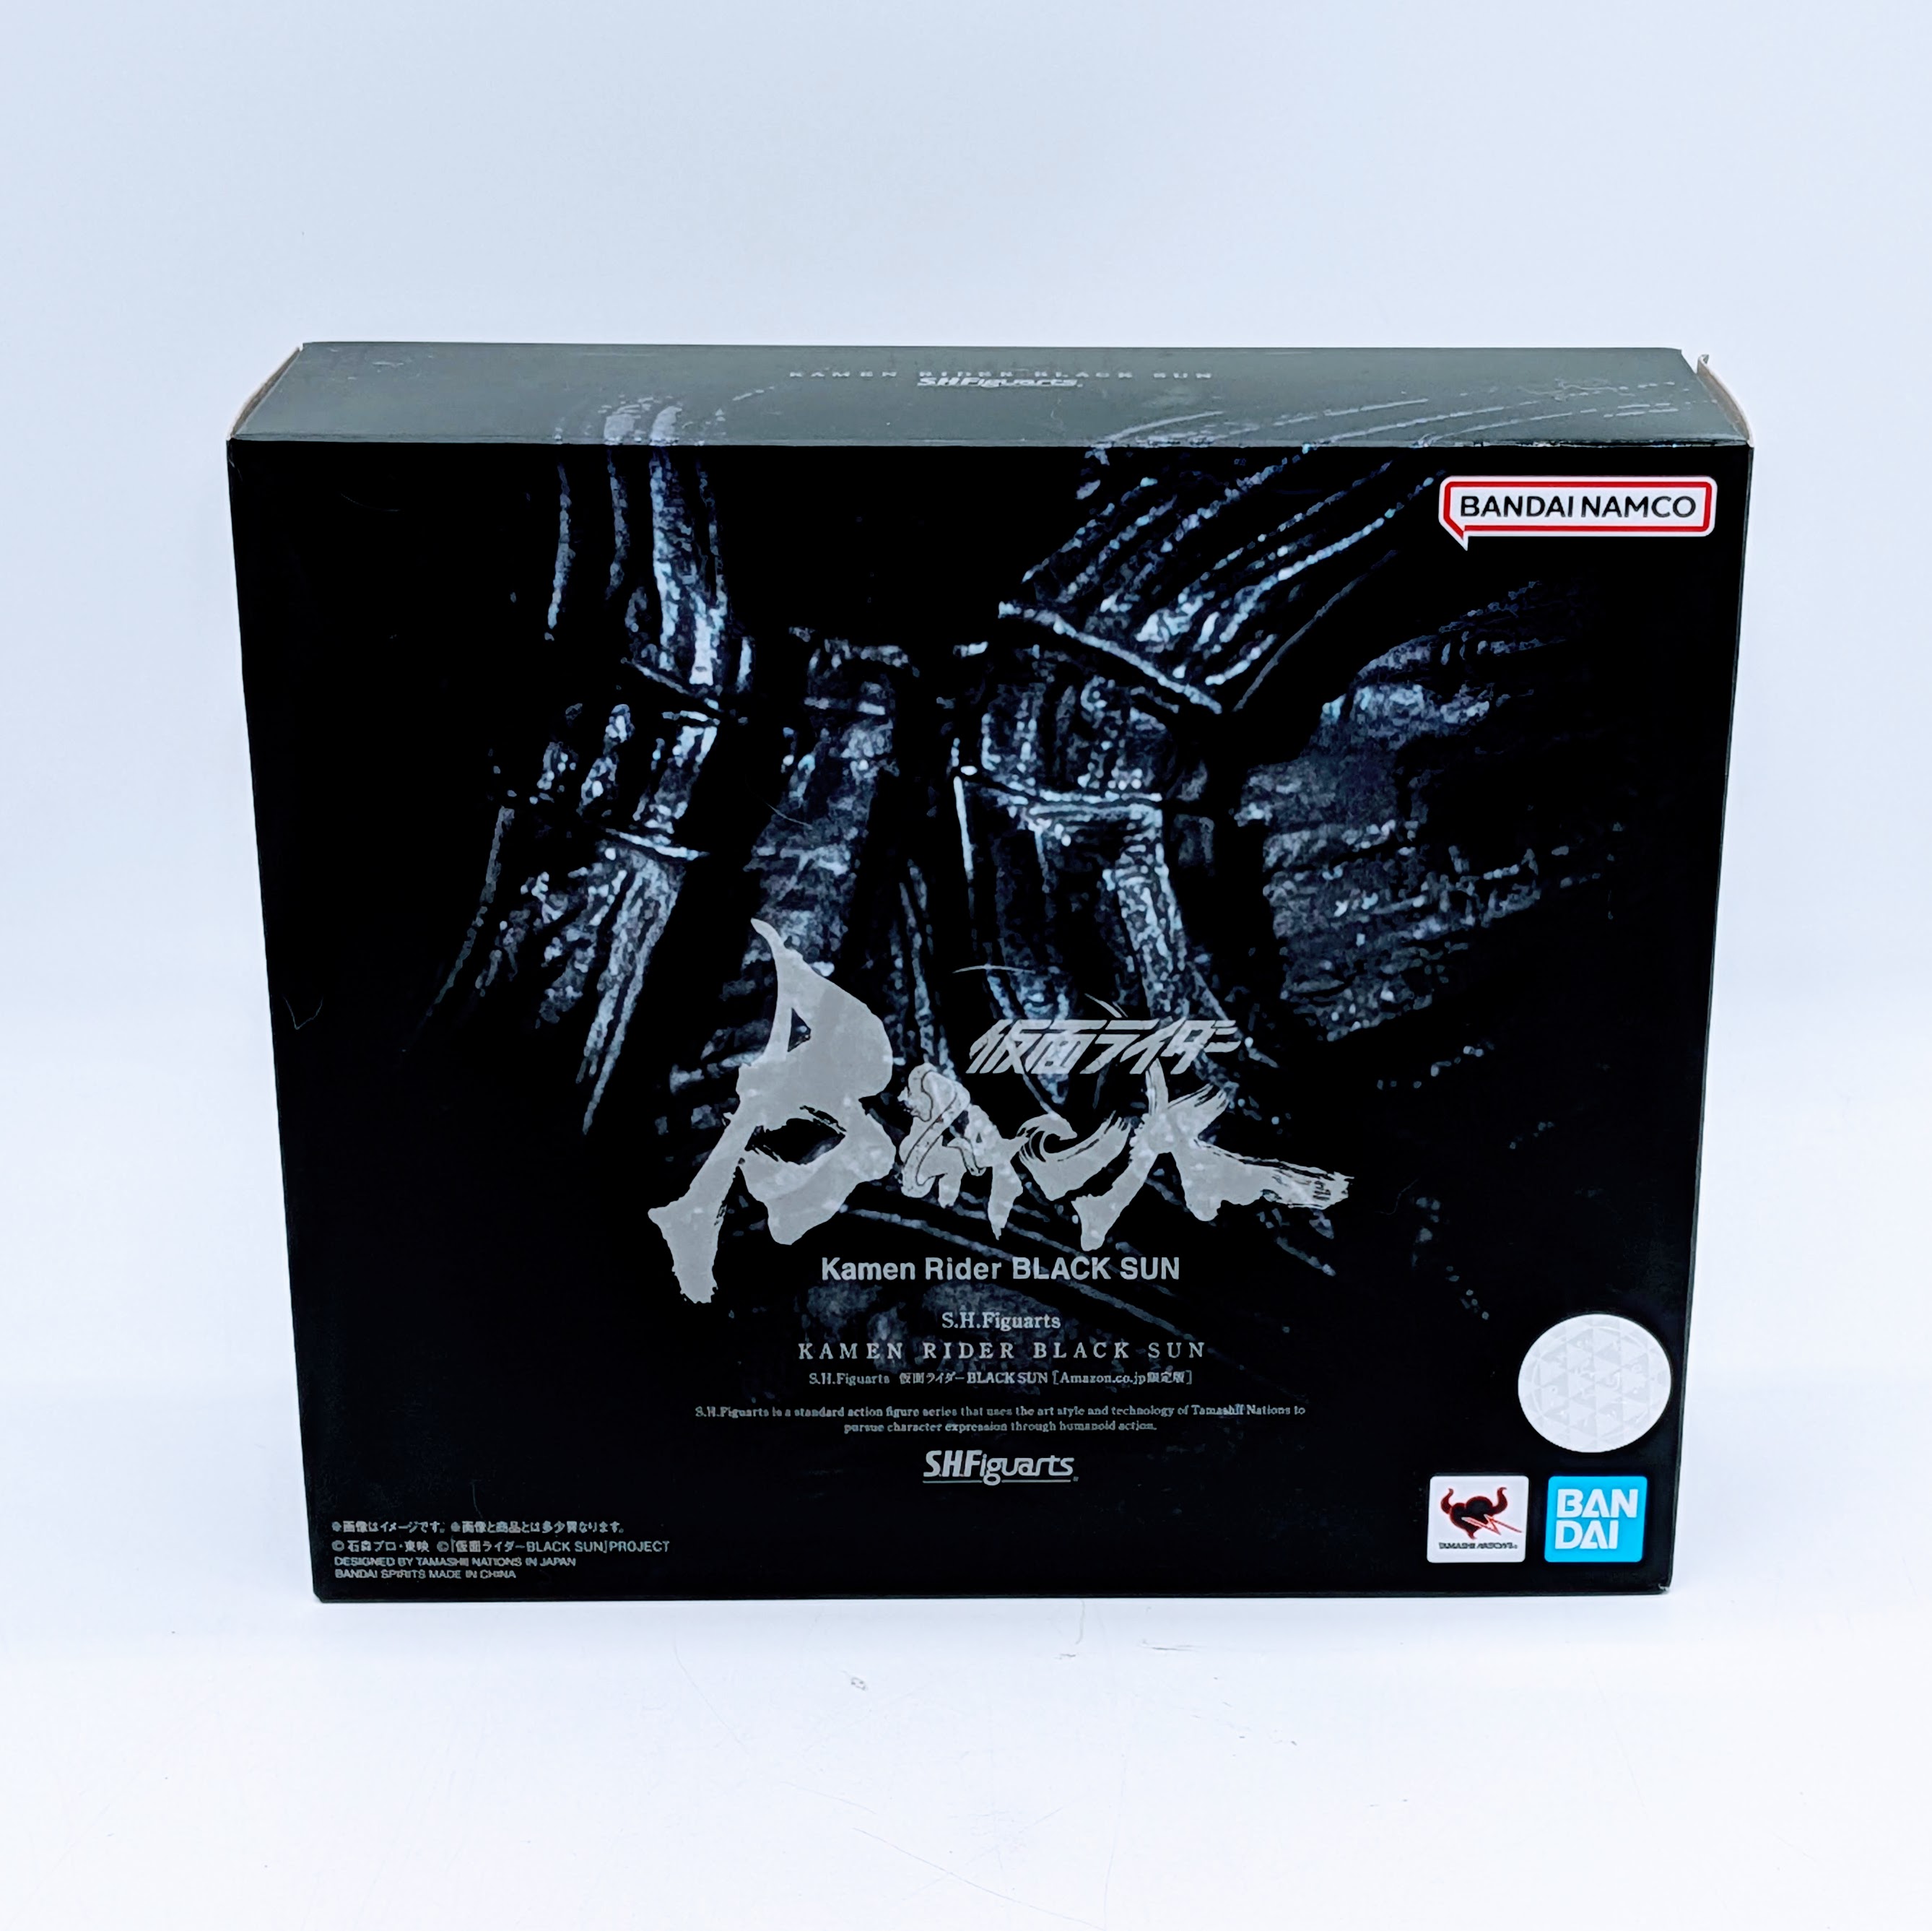 KAMEN RIDER BLACK SUN
S.H.Figuarts
BANDAI NAMCO
仮面ライダー
BLACK
Kamen Rider BLACK SUN
S.H.Figuarts
KAMEN RIDER BLACK SUN
S.H.Figuarts 仮面ライダーBLACK SUN [Amazon.co.jp限定版]
S.H.Figuarts is a standard action figure series that uses the art style and technology of Tamashii Nations to
pursue character expression through humanoid action.
S.H.Figuarts
※画像はイメージです。※画像と商品とは多少異なります。
©石森プロ・東映 ©「仮面ライダーBLACK SUN」PROJECT
DESIGNED BY TAMASHII NATIONS IN JAPAN
BANDAI SPIRITS MADE IN CHINA
TAMASHII NATIONS
BAN
DAI